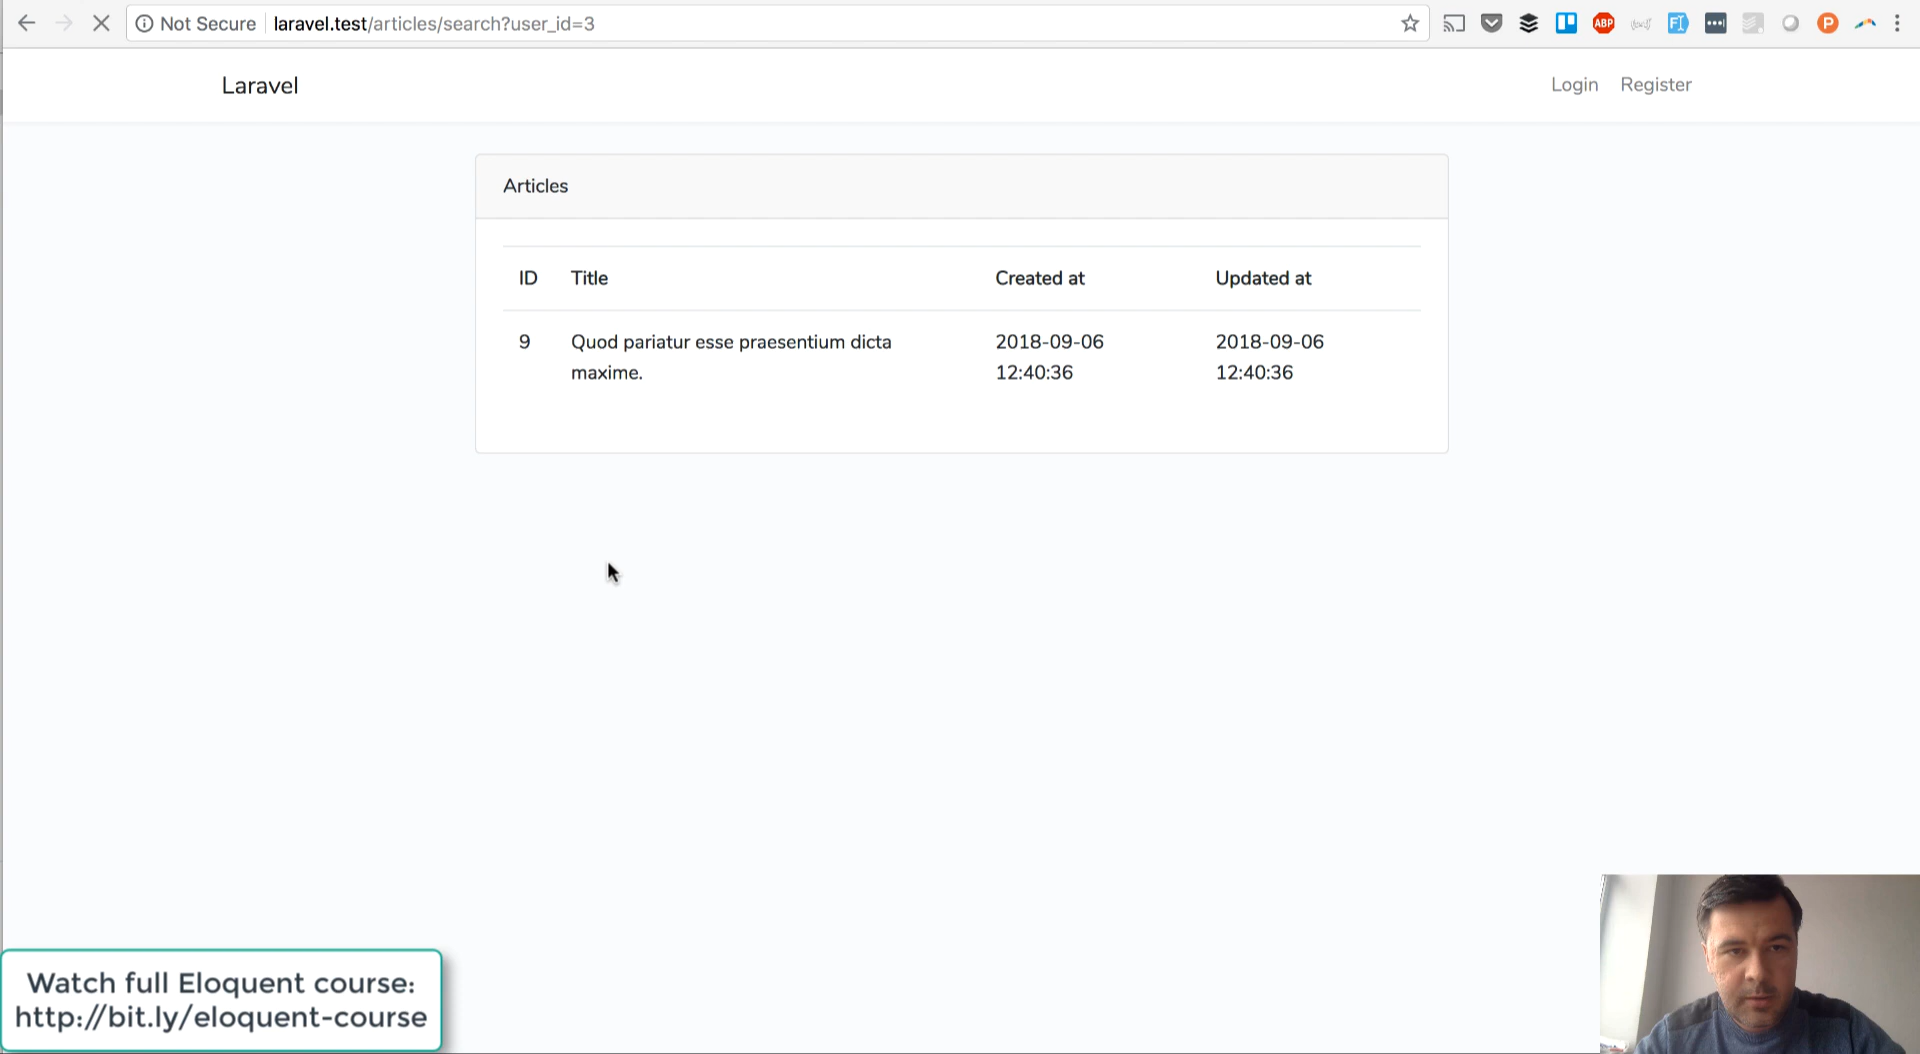 Not Secure laravel.test/articles/search?user_id=3
ABP
FI
P
Laravel
Login Register
Articles
ID Title Created at Updated at
9 Quod pariatur esse praesentium dicta maxime. 2018-09-06 12:40:36 2018-09-06 12:40:36
Watch full Eloquent course:
http://bit.ly/eloquent-course